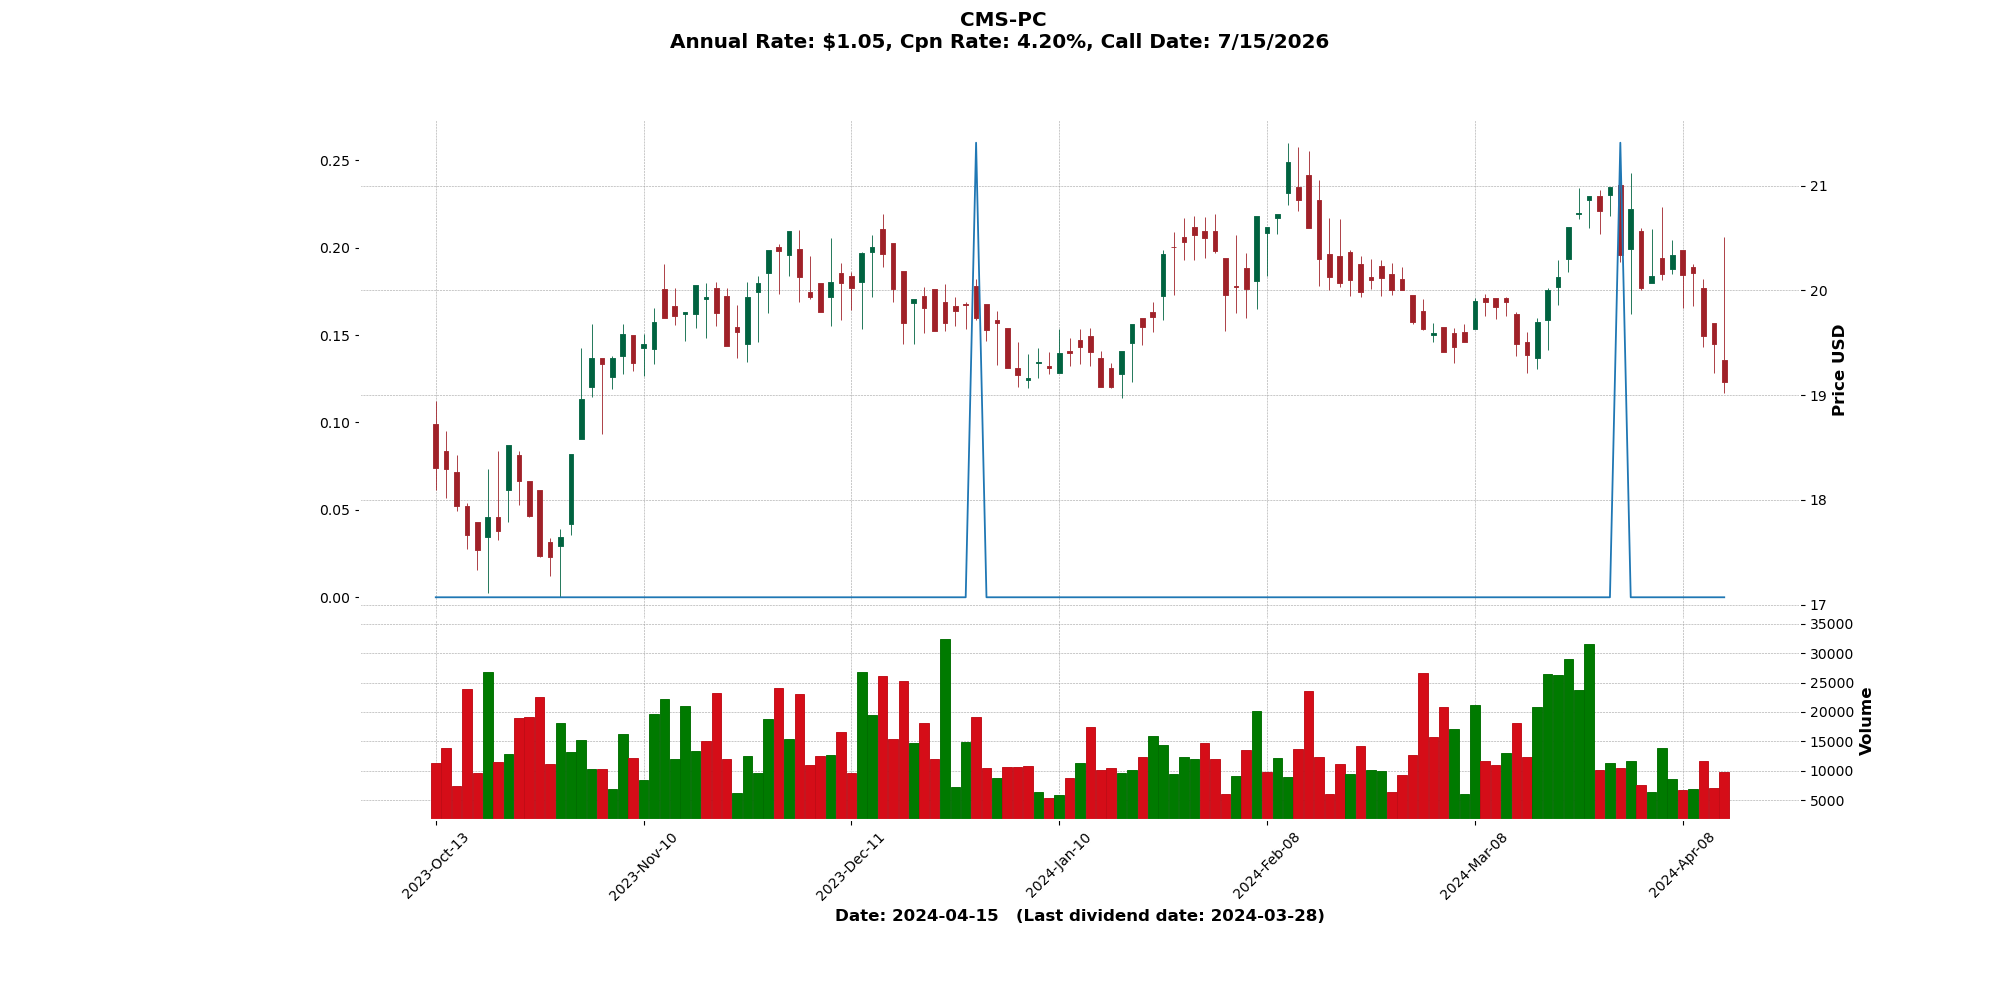 CMS-PC
Annual Rate: $1.05, Cpn Rate: 4.20%, Call Date: 7/15/2026
0.25
0.20
0.15
0.10
0.05
0.00
21
20
19
18
17
Price USD
35000
30000
25000
20000
15000
10000
5000
Volume
2023-Oct-13
2023-Nov-10
2023-Dec-11
2024-Jan-10
2024-Feb-08
2024-Mar-08
2024-Apr-08
Date: 2024-04-15 (Last dividend date: 2024-03-28)